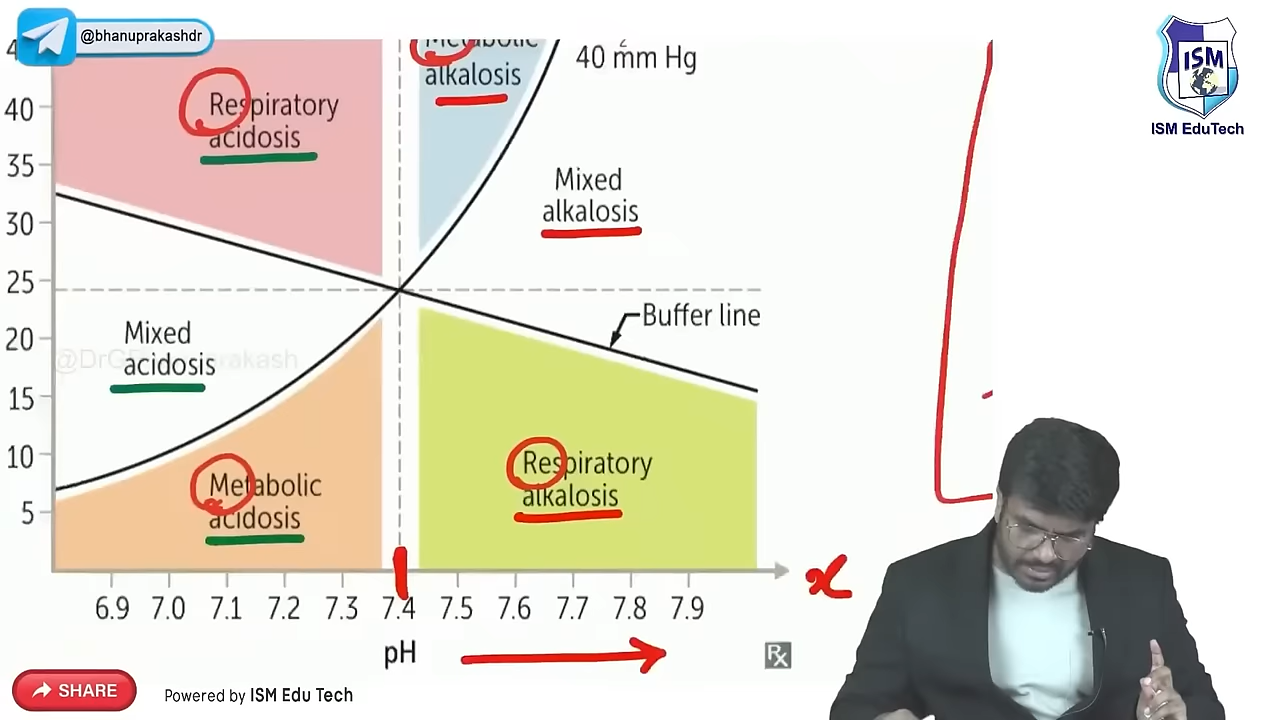 @bhanuprakashdr
Metabolic
alkalosis
2
40 mm Hg
ISM
ISM EduTech
40
Respiratory
acidosis
35
Mixed
alkalosis
30
25
Buffer line
20
Mixed
acidosis
15
10
Respiratory
alkalosis
Metabolic
acidosis
5
x
6.9 7.0 7.1 7.2 7.3 7.4 7.5 7.6 7.7 7.8 7.9
pH
Rx
SHARE
Powered by ISM Edu Tech